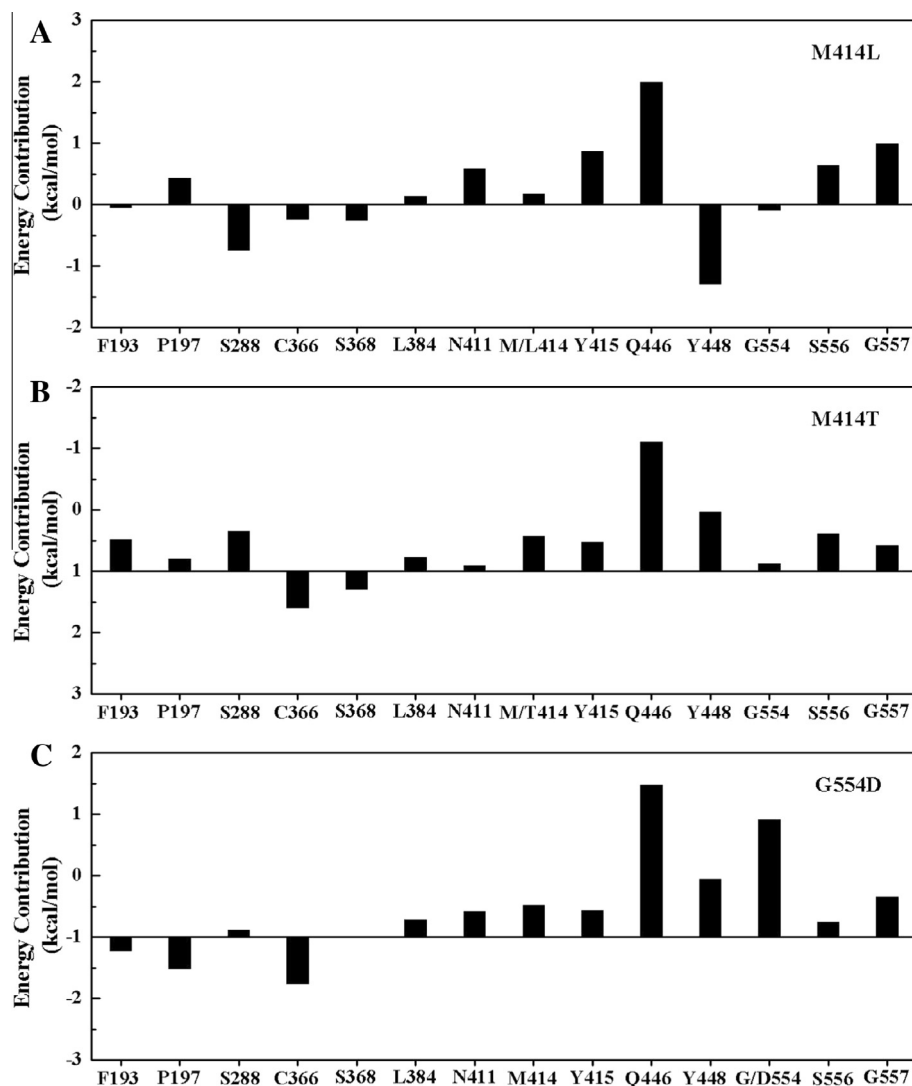 A
M414L
Energy Contribution
(kcal/mol)
2
1
0
-1
-2
F193 P197 S288 C366 S368 L384 N411 M/L414 Y415 Q446 Y448 G554 S556 G557
B
M414T
Energy Contribution
(kcal/mol)
-2
-1
0
1
2
3
F193 P197 S288 C366 S368 L384 N411 M/T414 Y415 Q446 Y448 G554 S556 G557
C
G554D
Energy Contribution
(kcal/mol)
2
1
0
-1
-2
-3
F193 P197 S288 C366 S368 L384 N411 M414 Y415 Q446 Y448 G/D554 S556 G557